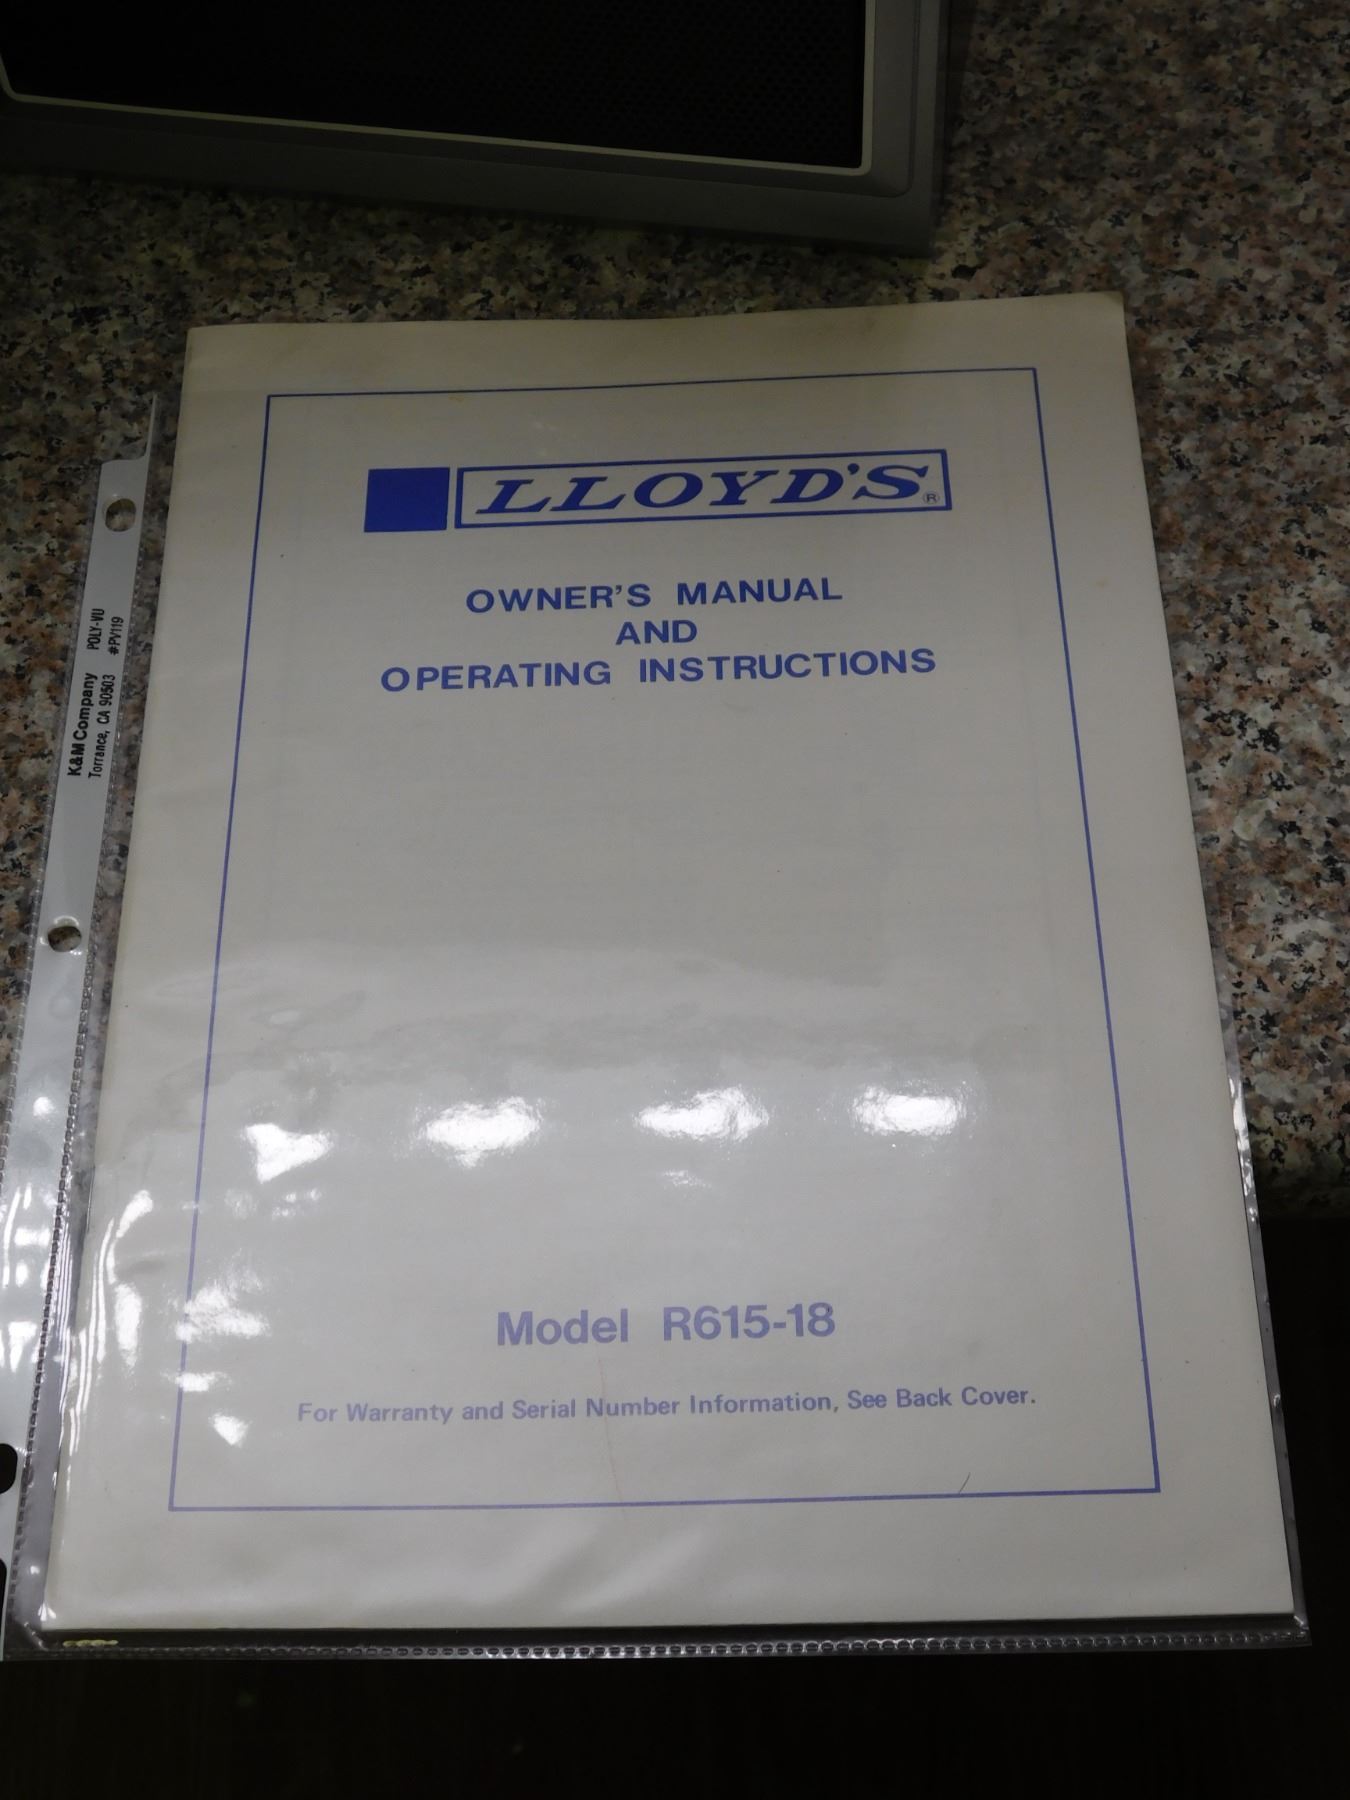 LLOYD'S®
OWNER'S MANUAL
AND
OPERATING INSTRUCTIONS
K&M Company POLY-VU
Torrance, CA 90503 #PV119
Model R615-18
For Warranty and Serial Number Information, See Back Cover.